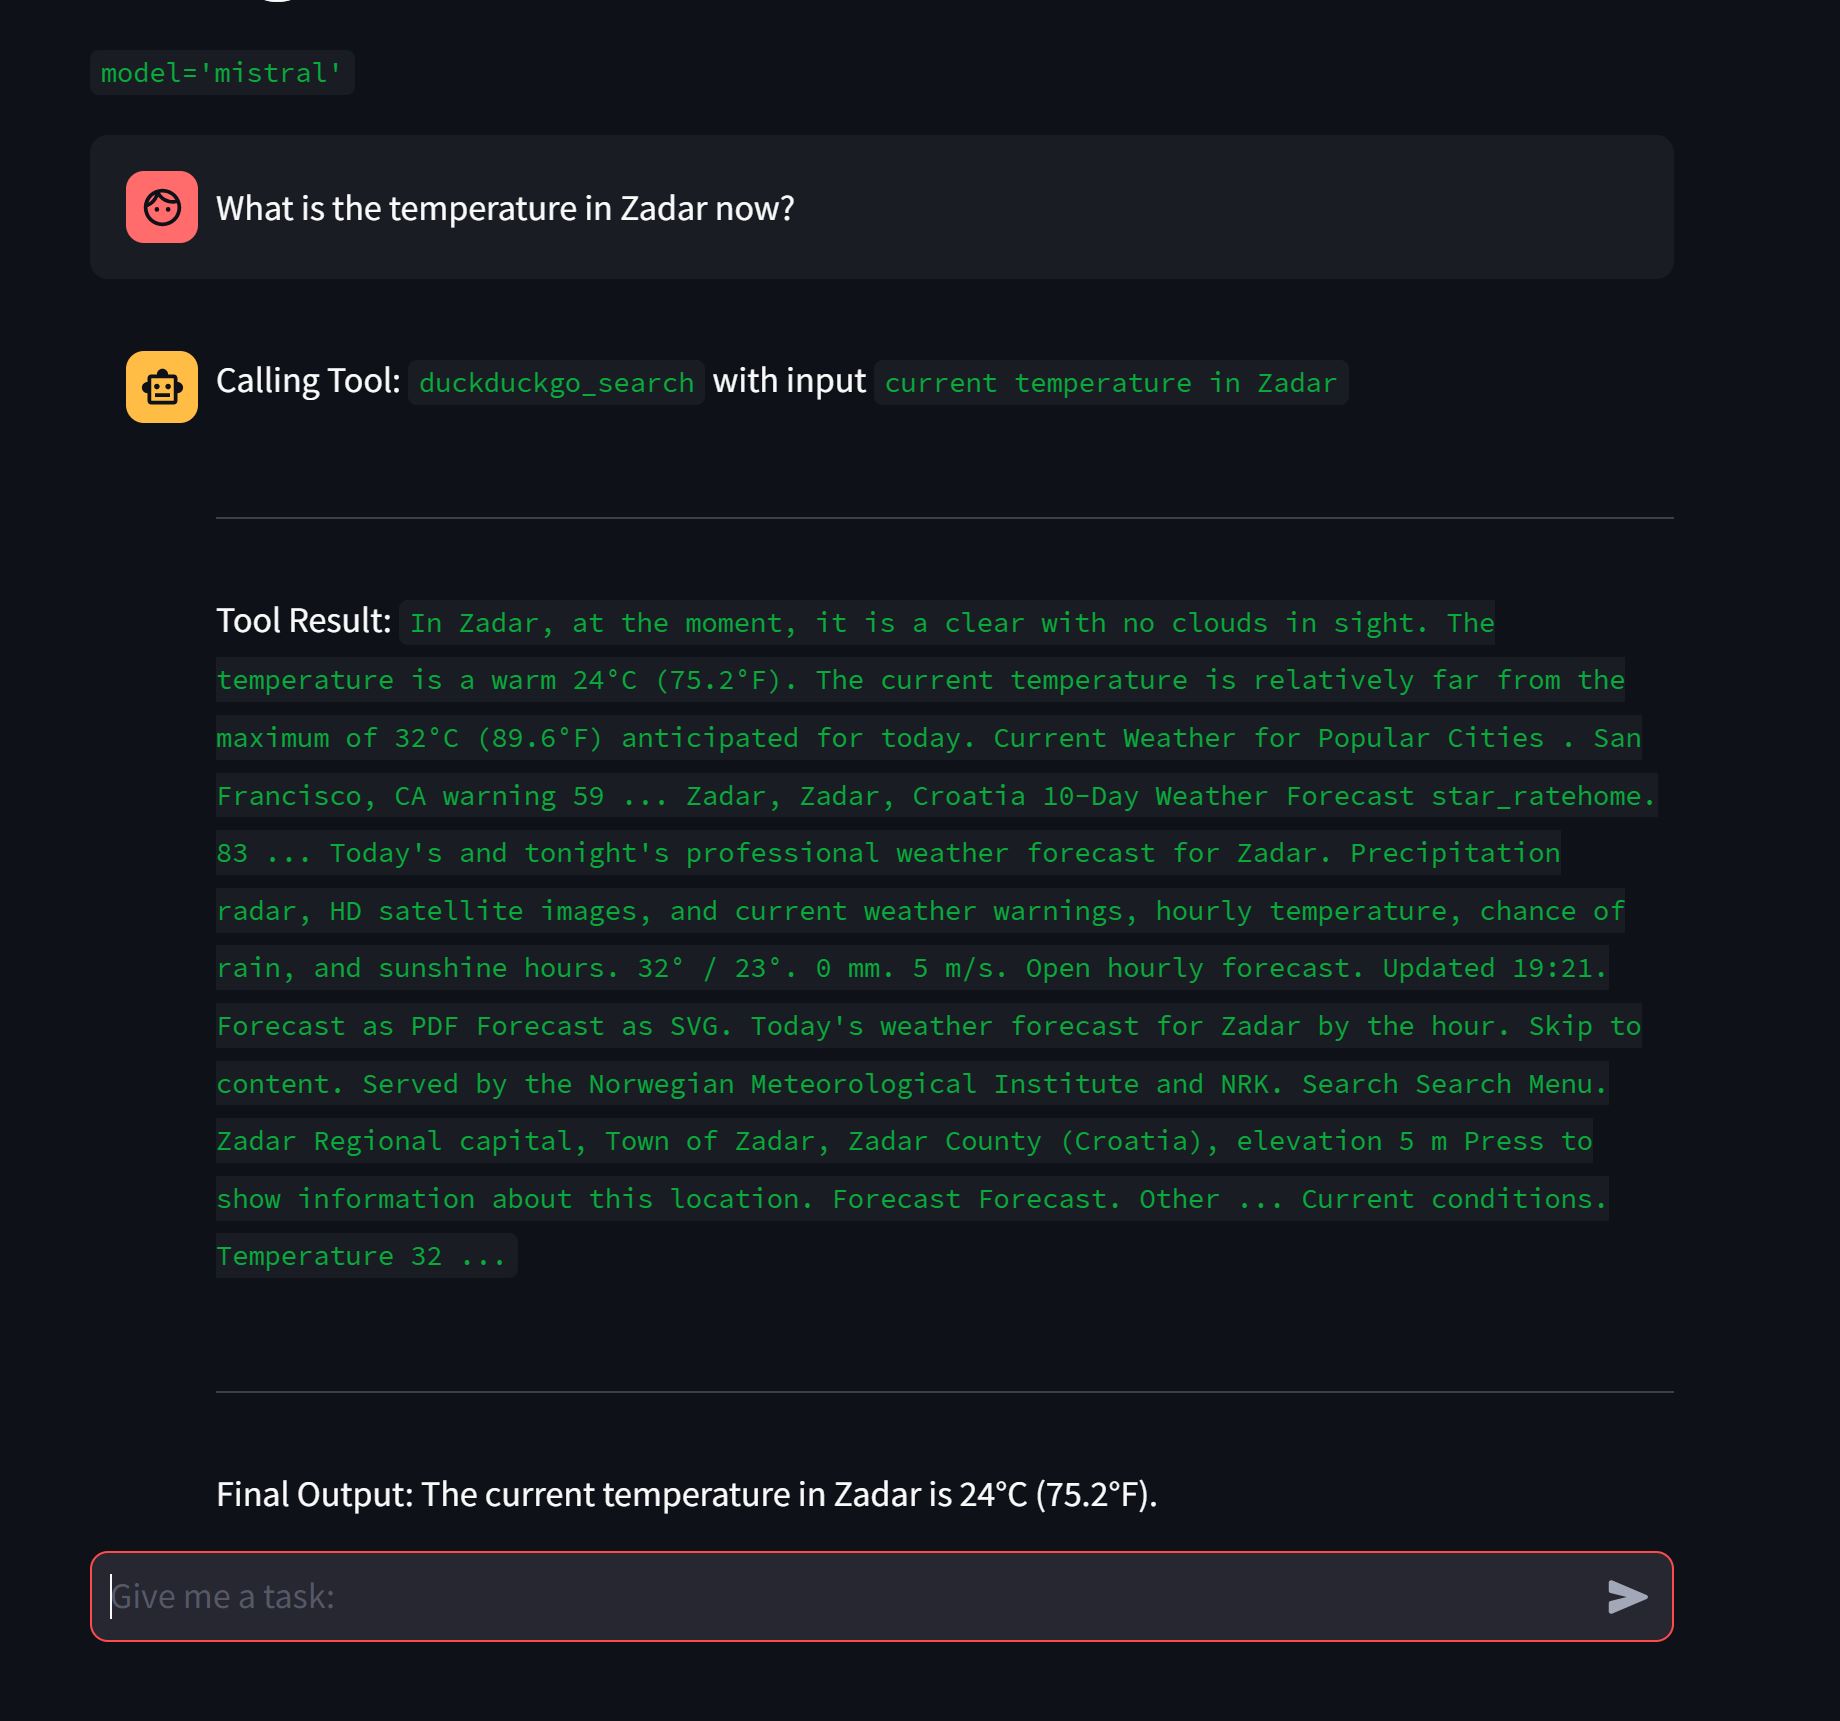 model='mistral'
What is the temperature in Zadar now?
Calling Tool: duckduckgo_search with input current temperature in Zadar
Tool Result: In Zadar, at the moment, it is a clear with no clouds in sight. The
temperature is a warm 24°C (75.2°F). The current temperature is relatively far from the
maximum of 32°C (89.6°F) anticipated for today. Current Weather for Popular Cities . San
Francisco, CA warning 59 ... Zadar, Zadar, Croatia 10-Day Weather Forecast star_ratehome.
83 ... Today's and tonight's professional weather forecast for Zadar. Precipitation
radar, HD satellite images, and current weather warnings, hourly temperature, chance of
rain, and sunshine hours. 32° / 23°. 0 mm. 5 m/s. Open hourly forecast. Updated 19:21.
Forecast as PDF Forecast as SVG. Today's weather forecast for Zadar by the hour. Skip to
content. Served by the Norwegian Meteorological Institute and NRK. Search Search Menu.
Zadar Regional capital, Town of Zadar, Zadar County (Croatia), elevation 5 m Press to
show information about this location. Forecast Forecast. Other ... Current conditions.
Temperature 32 ...
Final Output: The current temperature in Zadar is 24°C (75.2°F).
Give me a task: